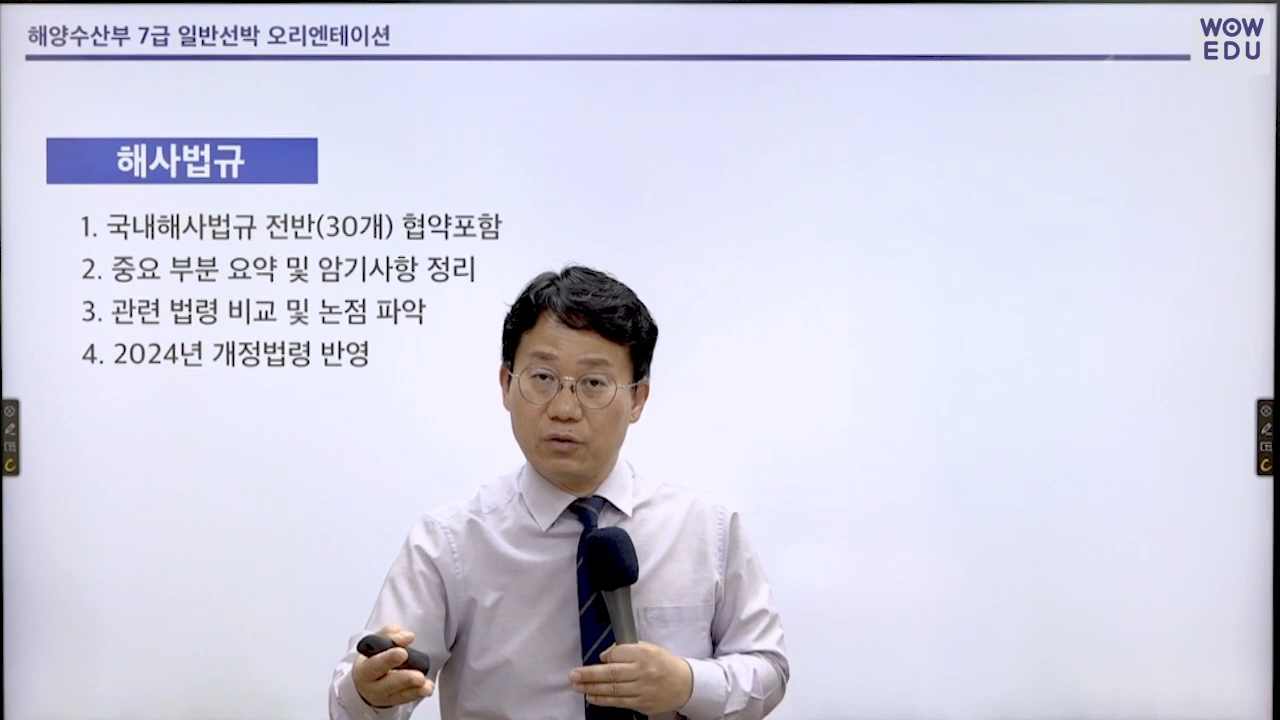 해양수산부 7급 일반선박 오리엔테이션
WOW
EDU
해사법규
1. 국내해사법규 전반(30개) 협약포함
2. 중요 부분 요약 및 암기사항 정리
3. 관련 법령 비교 및 논점 파악
4. 2024년 개정법령 반영